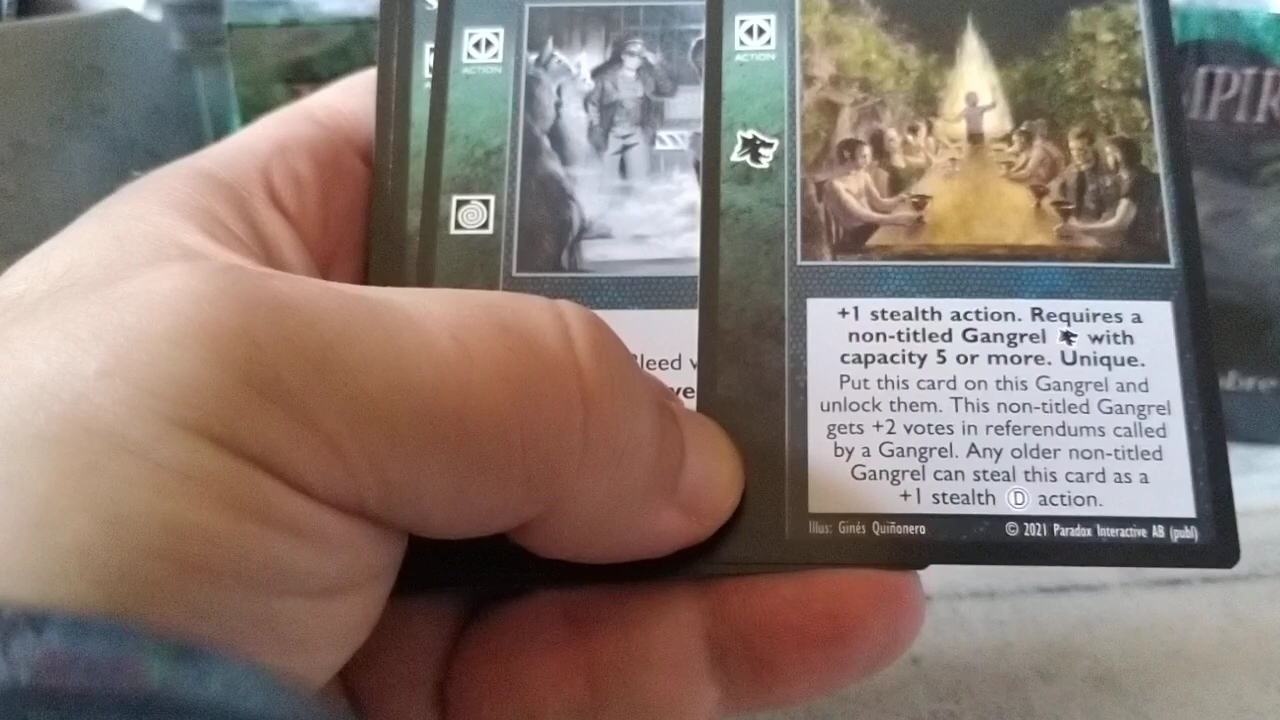 ACTION
ACTION
+1 stealth action. Requires a
non-titled Gangrel with
capacity 5 or more. Unique.
Put this card on this Gangrel and
unlock them. This non-titled Gangrel
gets +2 votes in referendums called
by a Gangrel. Any older non-titled
Gangrel can steal this card as a
+1 stealth D action.
Illus: Ginés Quiñonero
© 2021 Paradox Interactive AB (publ)